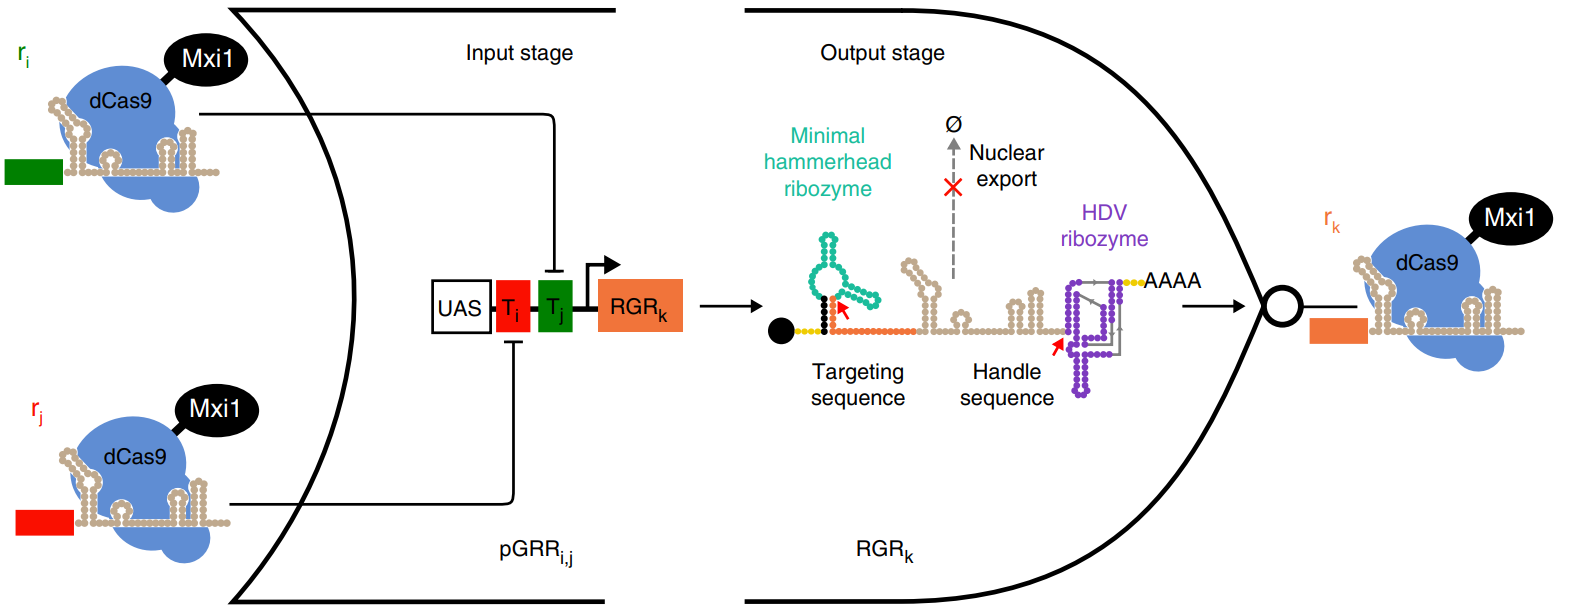 r_i
Mxi1
dCas9
Input stage
Output stage
Minimal
hammerhead
ribozyme
Ø
Nuclear
export
HDV
ribozyme
UAS
T_i
T_j
RGR_k
AAAA
Targeting
sequence
Handle
sequence
r_k
Mxi1
dCas9
r_j
Mxi1
dCas9
pGRR_i,j
RGR_k